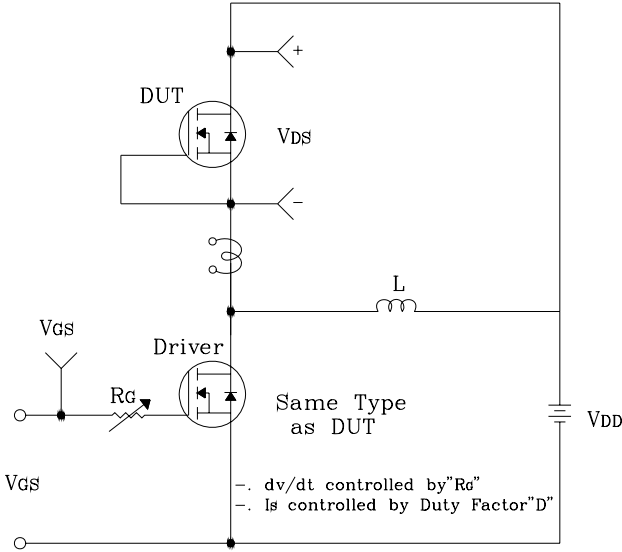 +
DUT
VDS
−
L
VGS
Driver
RG
Same Type
as DUT
VDD
VGS
−. dv/dt controlled by"RG"
−. Is controlled by Duty Factor"D"